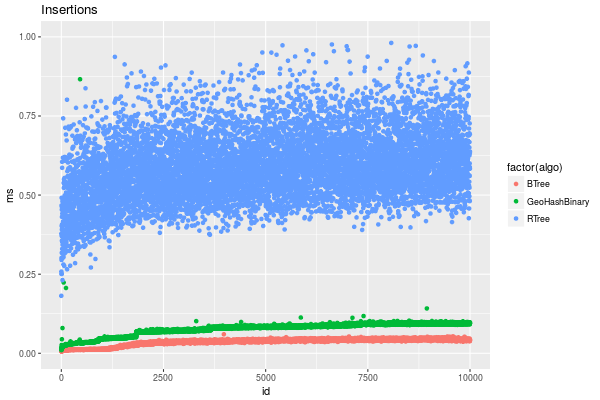 Insertions
1.00
0.75
0.50
0.25
0.00
ms
0
2500
5000
7500
10000
id
factor(algo)
BTree
GeoHashBinary
RTree